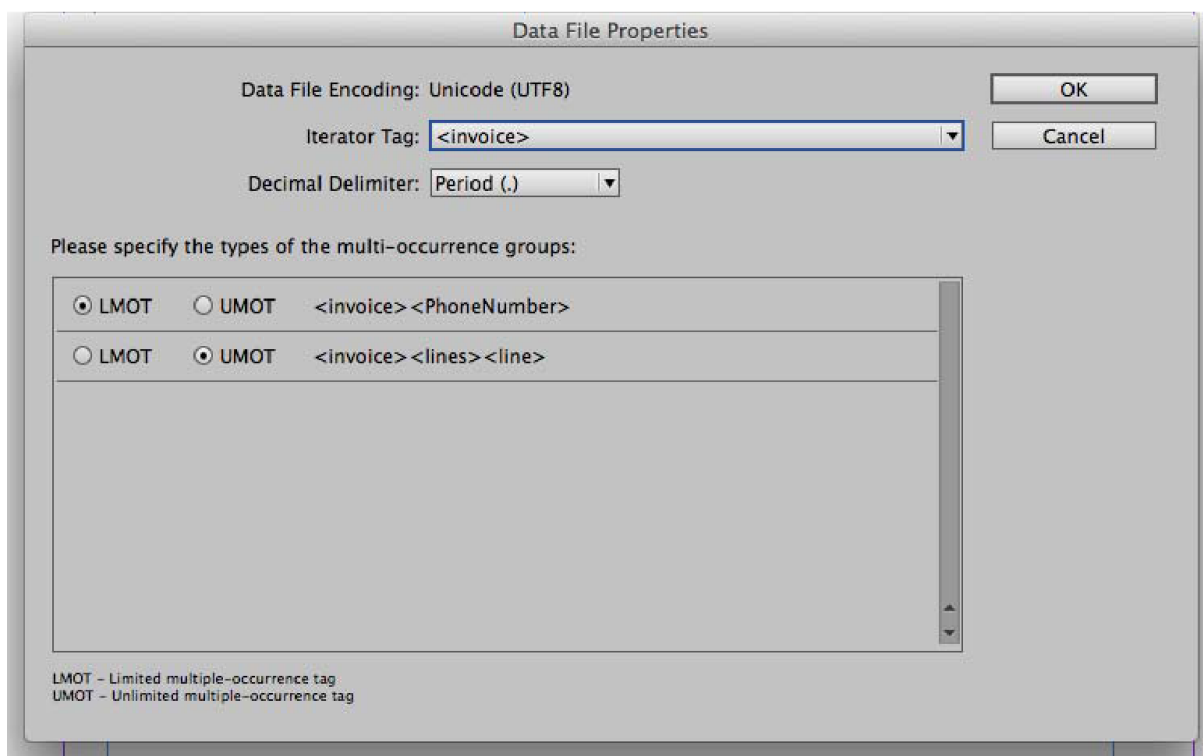 Data File Properties
Data File Encoding: Unicode (UTF8)
OK
Iterator Tag: <invoice>
Cancel
Decimal Delimiter: Period (.)
Please specify the types of the multi-occurrence groups:
LMOT UMOT <invoice><PhoneNumber>
LMOT UMOT <invoice><lines><line>
LMOT - Limited multiple-occurrence tag
UMOT - Unlimited multiple-occurrence tag